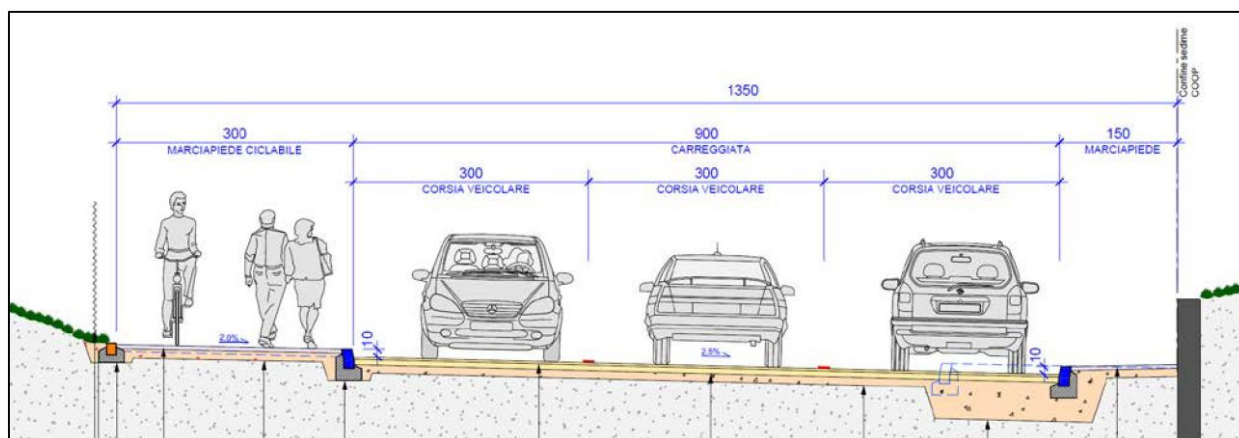 Confine sedime
COOP
1350
300
MARCIAPIEDE CICLABILE
900
CARREGGIATA
150
MARCIAPIEDE
300
CORSIA VEICOLARE
300
CORSIA VEICOLARE
300
CORSIA VEICOLARE
2.0%
10
2.5%
10